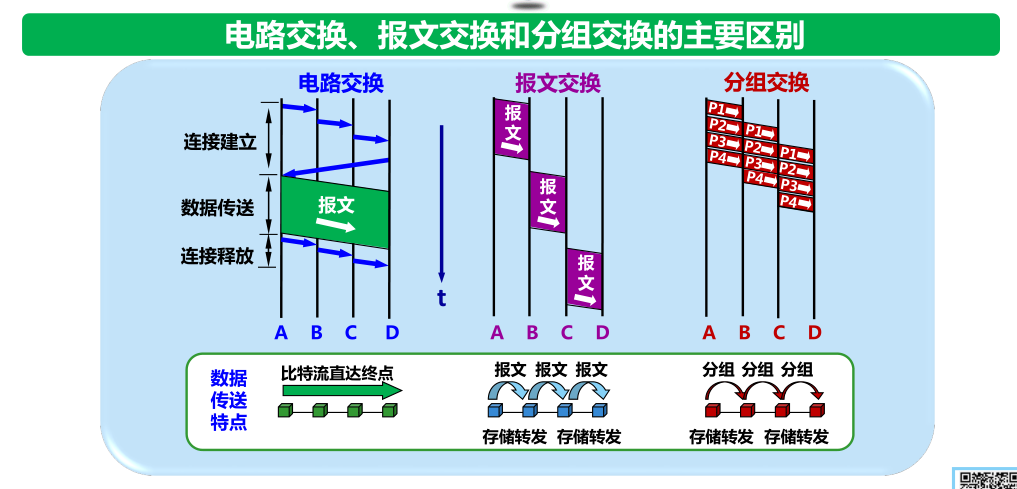 电路交换、报文交换和分组交换的主要区别
电路交换
报文交换
分组交换
连接建立
数据传送
连接释放
报文
t
A B C D
报文
报文
报文
A B C D
P1
P2
P3
P4
P1
P2
P3
P4
P1
P2
P3
P4
A B C D
数据
传送
特点
比特流直达终点
报文 报文 报文
存储转发 存储转发
分组 分组 分组
存储转发 存储转发